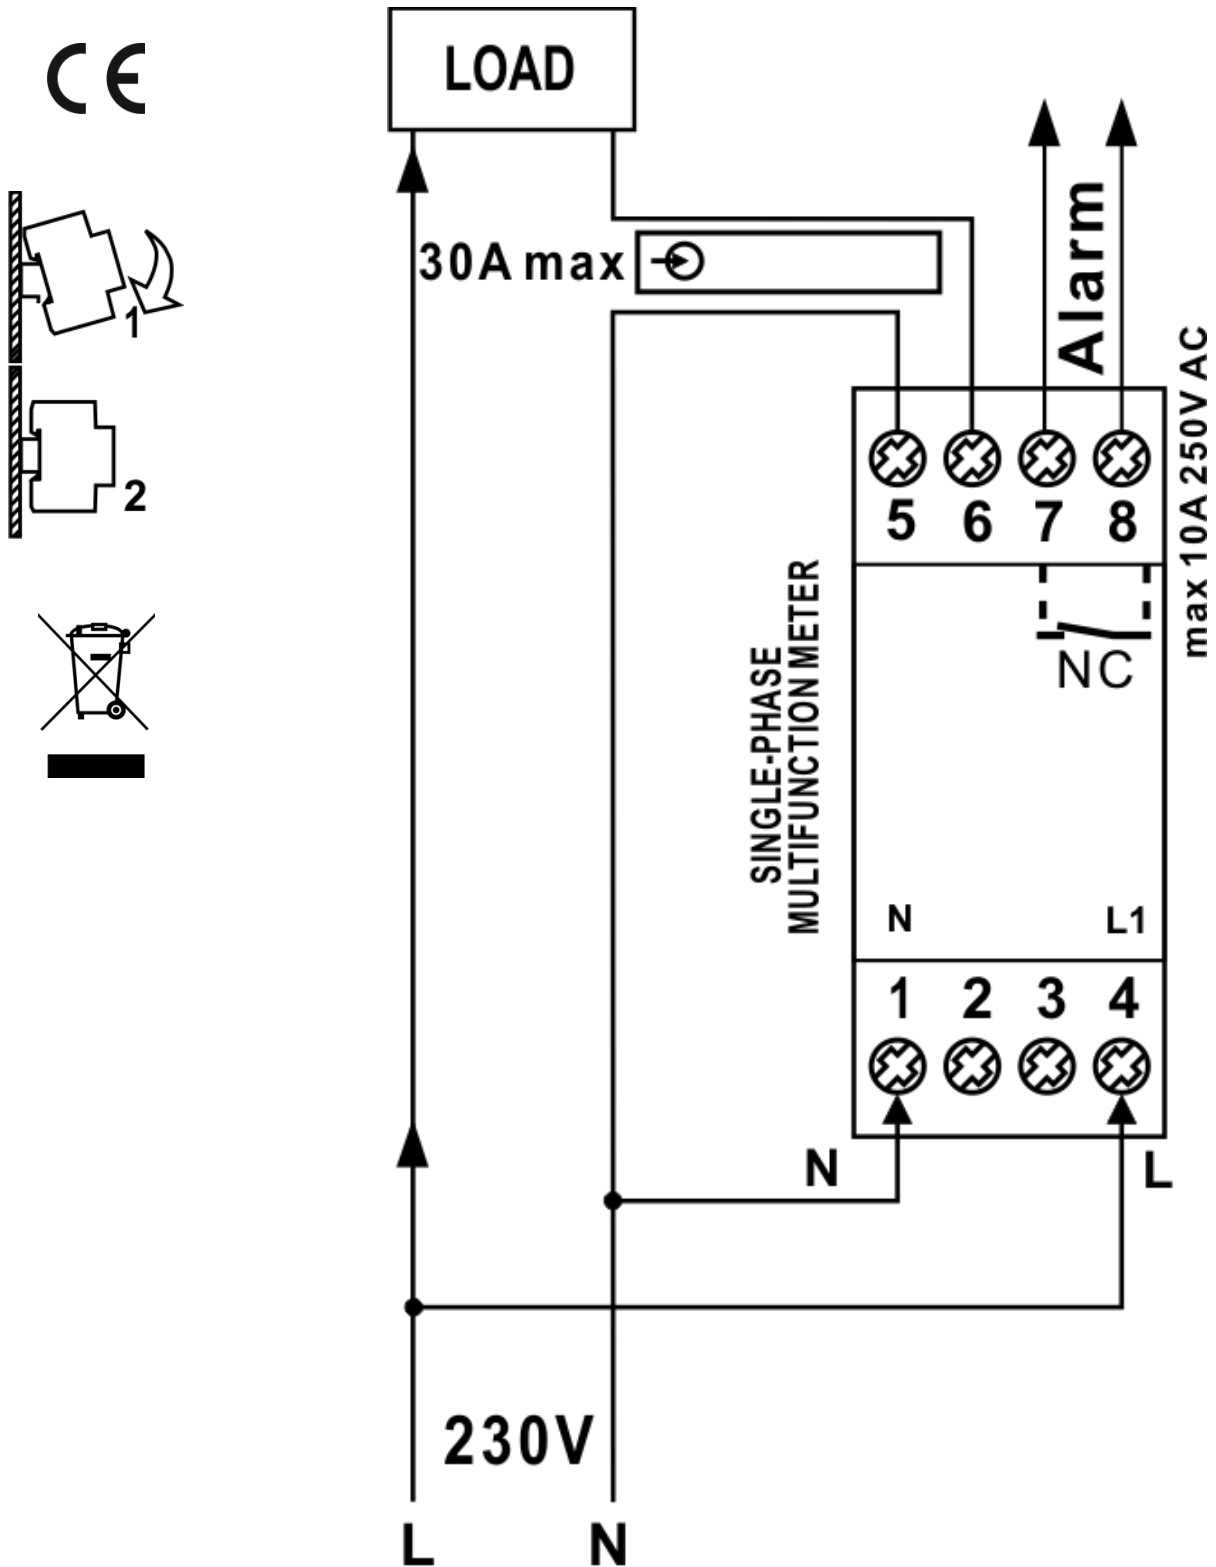 CE
LOAD
30A max
Alarm
max 10A 250V AC
1
2
5 6 7 8
NC
SINGLE-PHASE
MULTIFUNCTION METER
N L1
1 2 3 4
N L
230V
L N